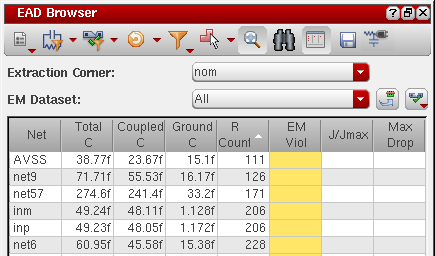 EAD Browser
Extraction Corner: nom
EM Dataset: All
Net Total C Coupled C Ground C R Count EM Viol J/Jmax Max Drop
AVSS 38.77f 23.67f 15.1f 111
net9 71.71f 55.53f 16.17f 126
net57 274.6f 241.4f 33.2f 171
inm 49.24f 48.11f 1.128f 206
inp 49.23f 48.05f 1.172f 206
net6 60.95f 45.58f 15.38f 228